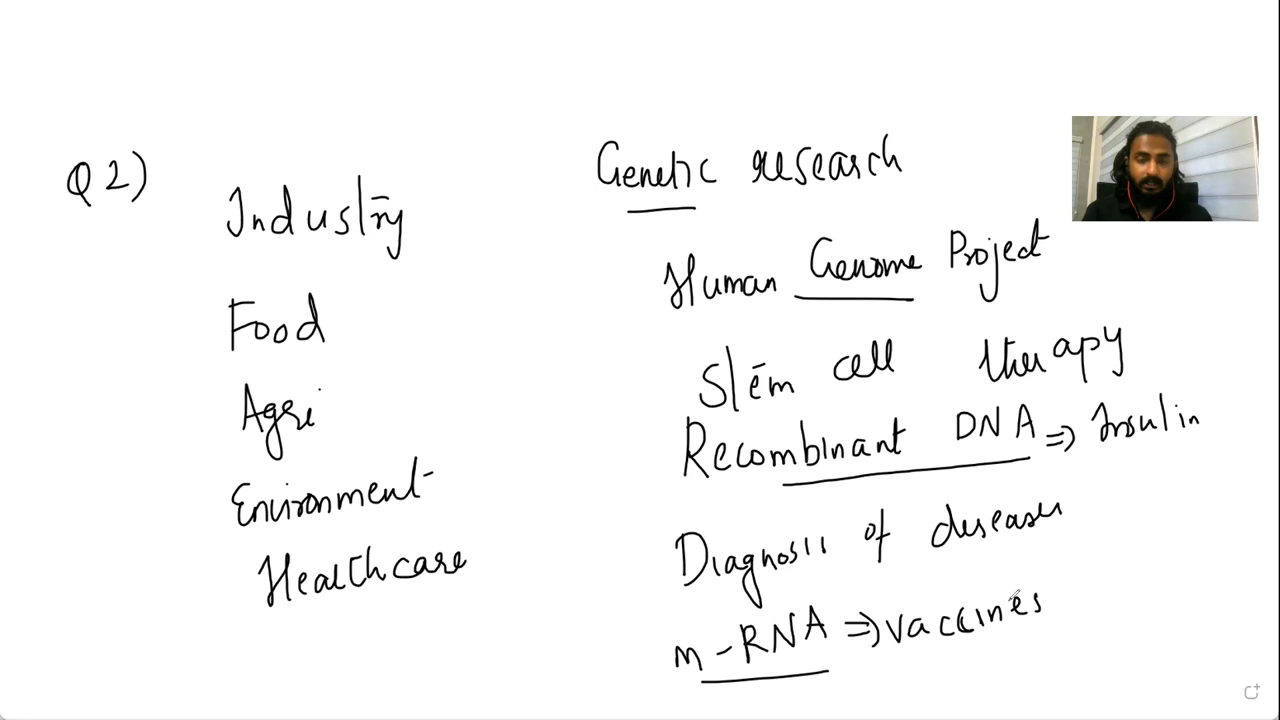 Q2)
Industry
Food
Agri
Environment
Healthcare
Genetic research
Human Genome Project
Stem cell therapy
Recombinant DNA ⇒ Insulin
Diagnosis of diseases
m-RNA ⇒ vaccines